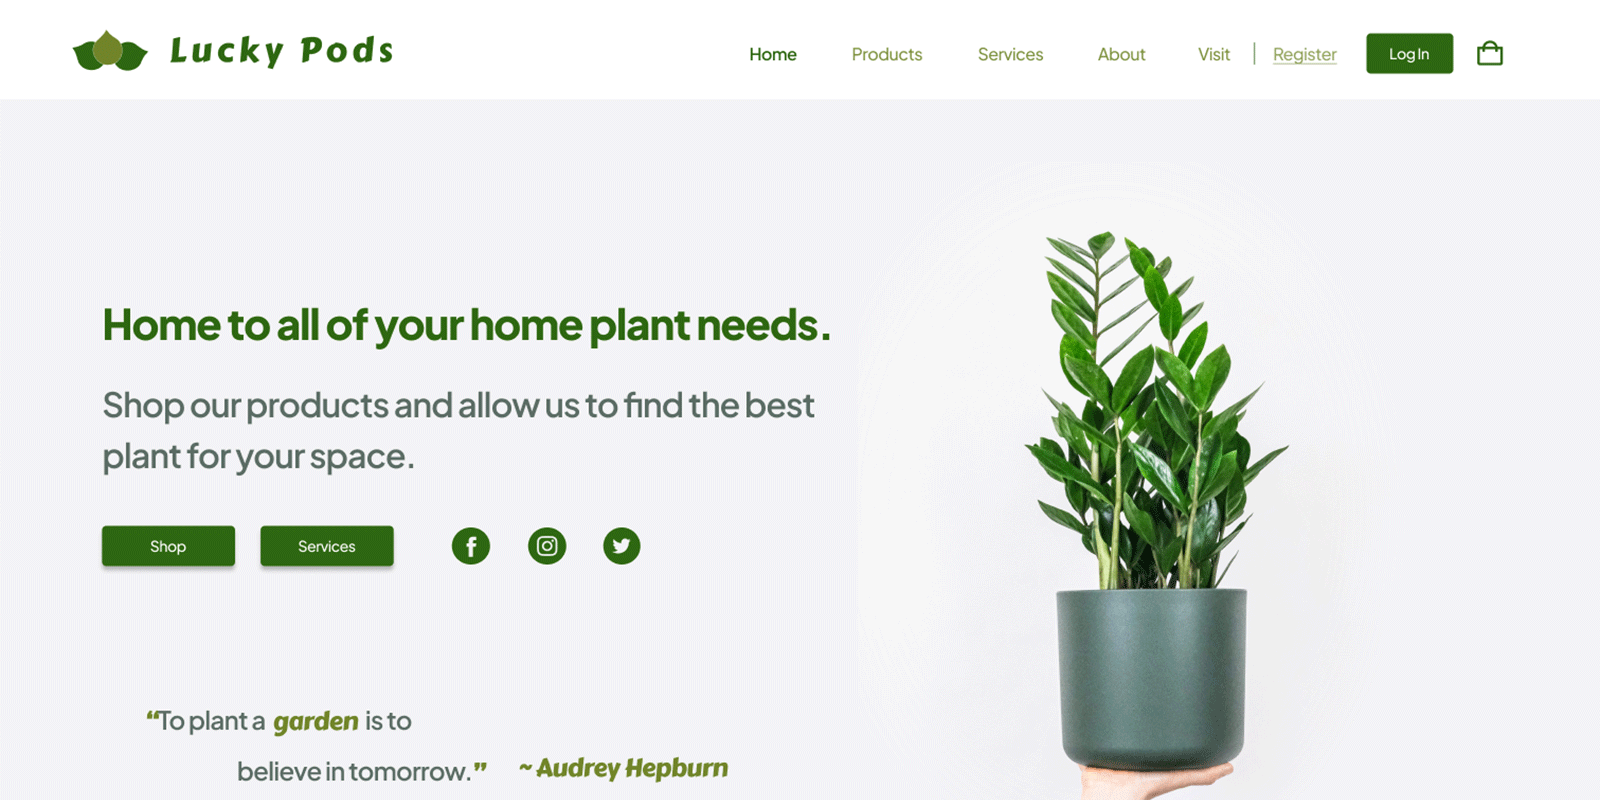 Lucky Pods
Home Products Services About Visit | Register Log In
Home to all of your home plant needs.
Shop our products and allow us to find the best
plant for your space.
Shop Services
“To plant a garden is to
believe in tomorrow.” ~ Audrey Hepburn